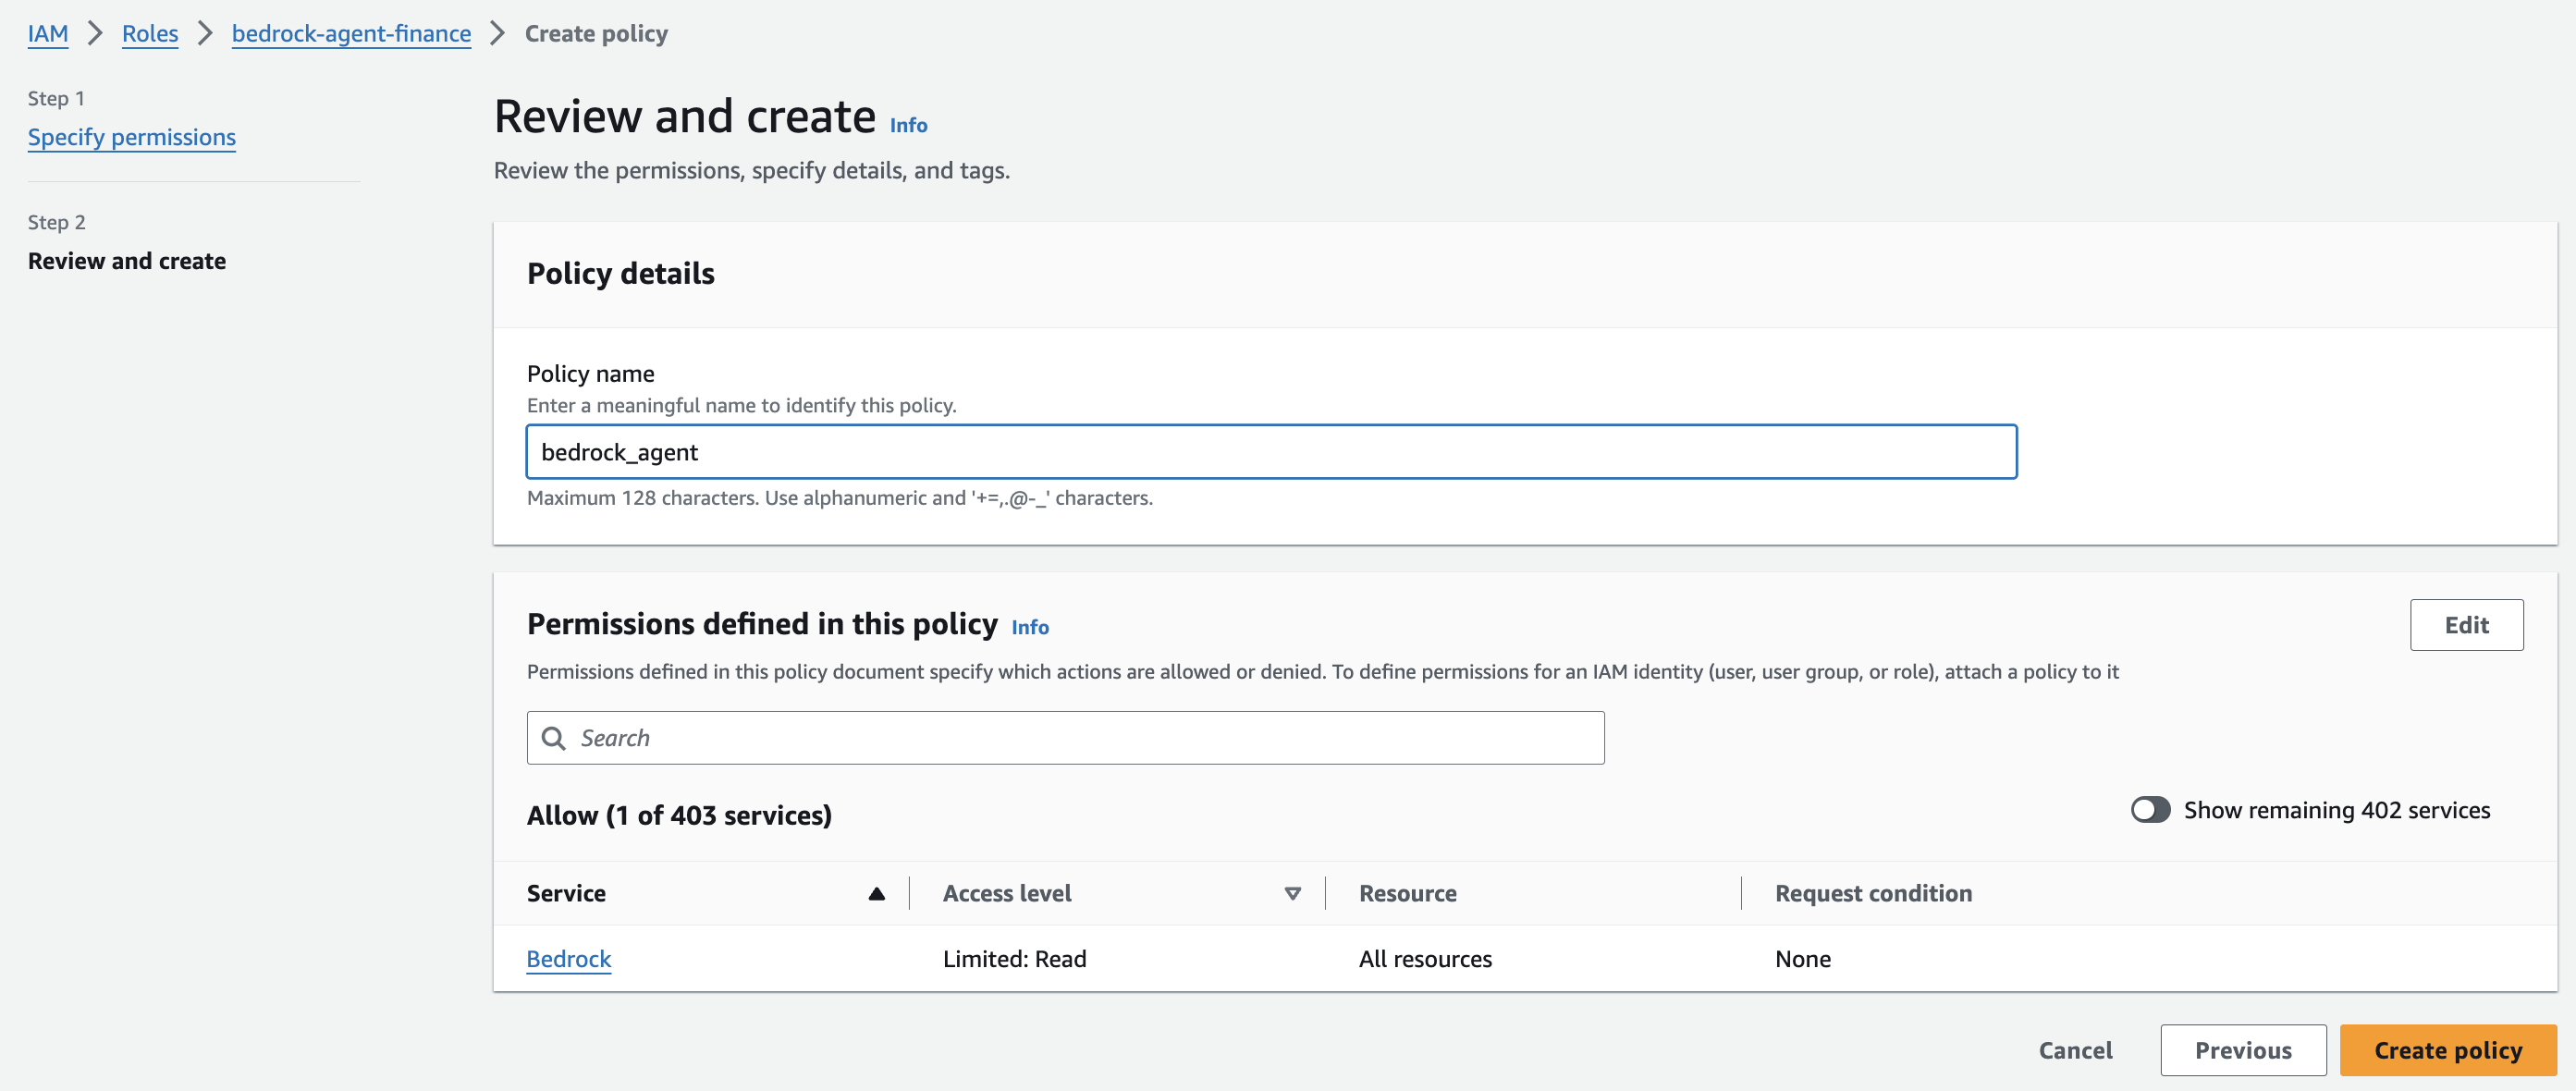 IAM > Roles > bedrock-agent-finance > Create policy
Step 1
Specify permissions
Step 2
Review and create
Review and create Info
Review the permissions, specify details, and tags.
Policy details
Policy name
Enter a meaningful name to identify this policy.
bedrock_agent
Maximum 128 characters. Use alphanumeric and '+=,.@-_' characters.
Permissions defined in this policy Info
Edit
Permissions defined in this policy document specify which actions are allowed or denied. To define permissions for an IAM identity (user, user group, or role), attach a policy to it
Search
Allow (1 of 403 services)
Show remaining 402 services
Service Access level Resource Request condition
Bedrock Limited: Read All resources None
Cancel Previous Create policy